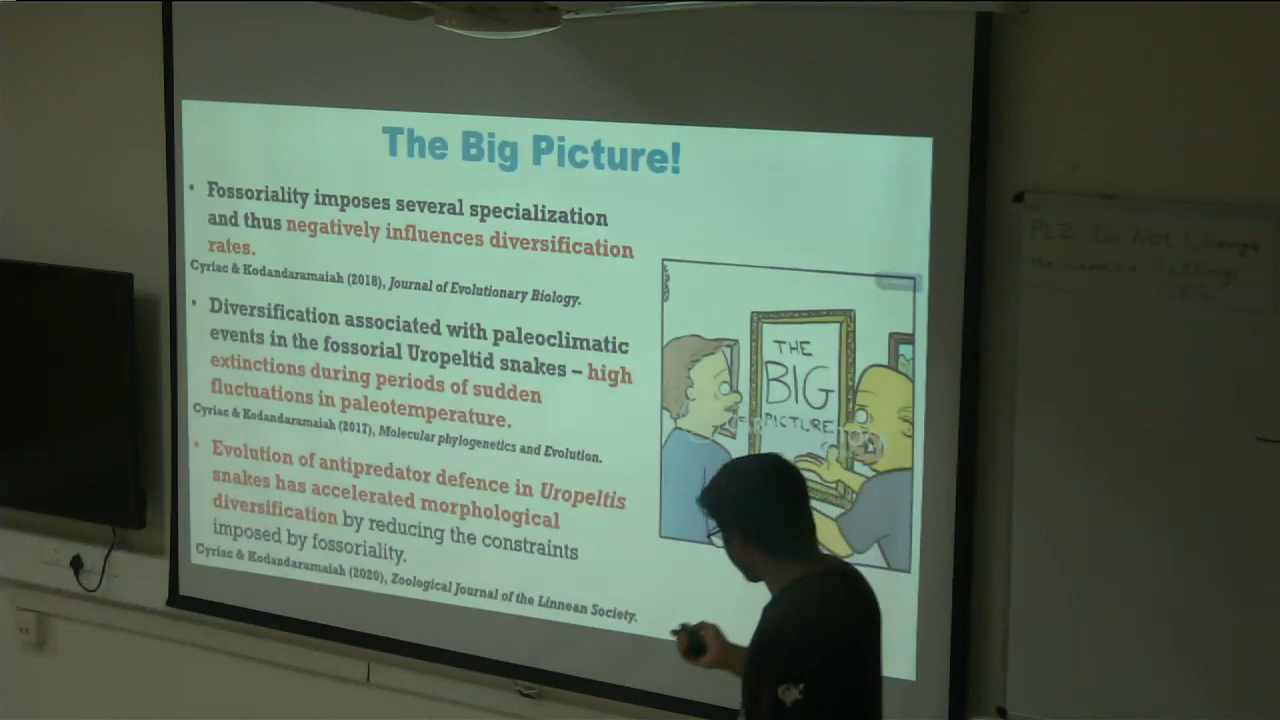 The Big Picture!
• Fossoriality imposes several specialization
and thus negatively influences diversification
rates.
Cyriac & Kodandaramaiah (2018), Journal of Evolutionary Biology.
• Diversification associated with paleoclimatic
events in the fossorial Uropeltid snakes – high
extinctions during periods of sudden
fluctuations in paleotemperature.
Cyriac & Kodandaramaiah (2017), Molecular phylogenetics and Evolution.
• Evolution of antipredator defence in Uropeltis
snakes has accelerated morphological
diversification by reducing the constraints
imposed by fossoriality.
Cyriac & Kodandaramaiah (2020), Zoological Journal of the Linnean Society.
THE
BIG
PICTURE
PLZ Do Not Change